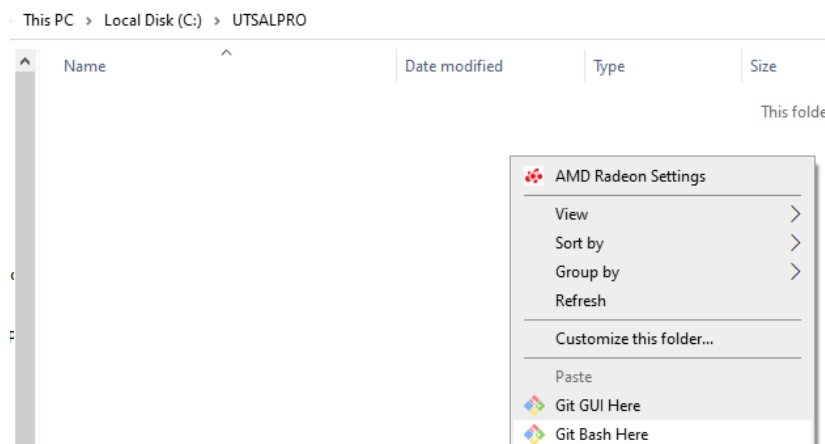 This PC > Local Disk (C:) > UTSALPRO
Name Date modified Type Size
This folde
AMD Radeon Settings
View
Sort by
Group by
Refresh
Customize this folder...
Paste
Git GUI Here
Git Bash Here